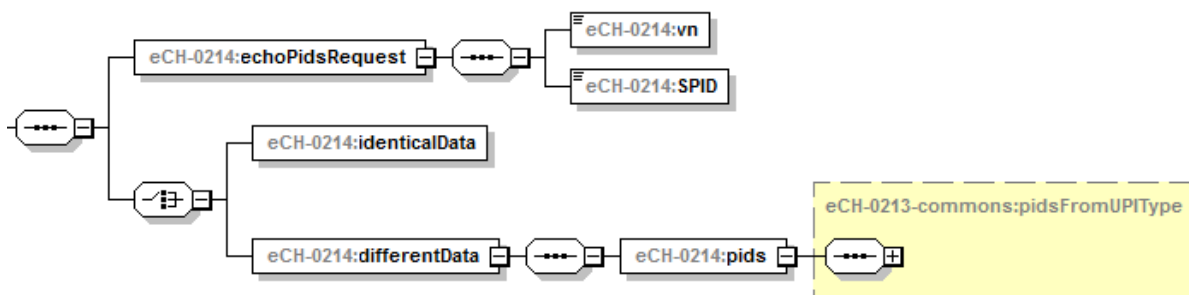 eCH-0214:vn
eCH-0214:echoPidsRequest
eCH-0214:SPID
eCH-0214:identicalData
eCH-0213-commons:pidsFromUPIType
eCH-0214:differentData
eCH-0214:pids